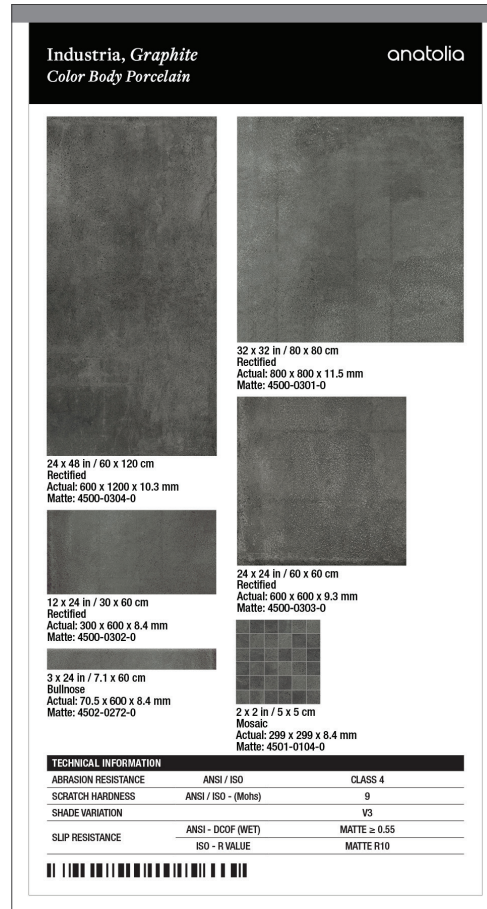 Industria, Graphite
Color Body Porcelain
anatolia
24 x 48 in / 60 x 120 cm
Rectified
Actual: 600 x 1200 x 10.3 mm
Matte: 4500-0304-0
12 x 24 in / 30 x 60 cm
Rectified
Actual: 300 x 600 x 8.4 mm
Matte: 4500-0302-0
3 x 24 in / 7.1 x 60 cm
Bullnose
Actual: 70.5 x 600 x 8.4 mm
Matte: 4502-0272-0
32 x 32 in / 80 x 80 cm
Rectified
Actual: 800 x 800 x 11.5 mm
Matte: 4500-0301-0
24 x 24 in / 60 x 60 cm
Rectified
Actual: 600 x 600 x 9.3 mm
Matte: 4500-0303-0
2 x 2 in / 5 x 5 cm
Mosaic
Actual: 299 x 299 x 8.4 mm
Matte: 4501-0104-0
TECHNICAL INFORMATION
ABRASION RESISTANCE ANSI / ISO CLASS 4
SCRATCH HARDNESS ANSI / ISO - (Mohs) 9
SHADE VARIATION V3
SLIP RESISTANCE ANSI - DCOF (WET) MATTE ≥ 0.55
ISO - R VALUE MATTE R10